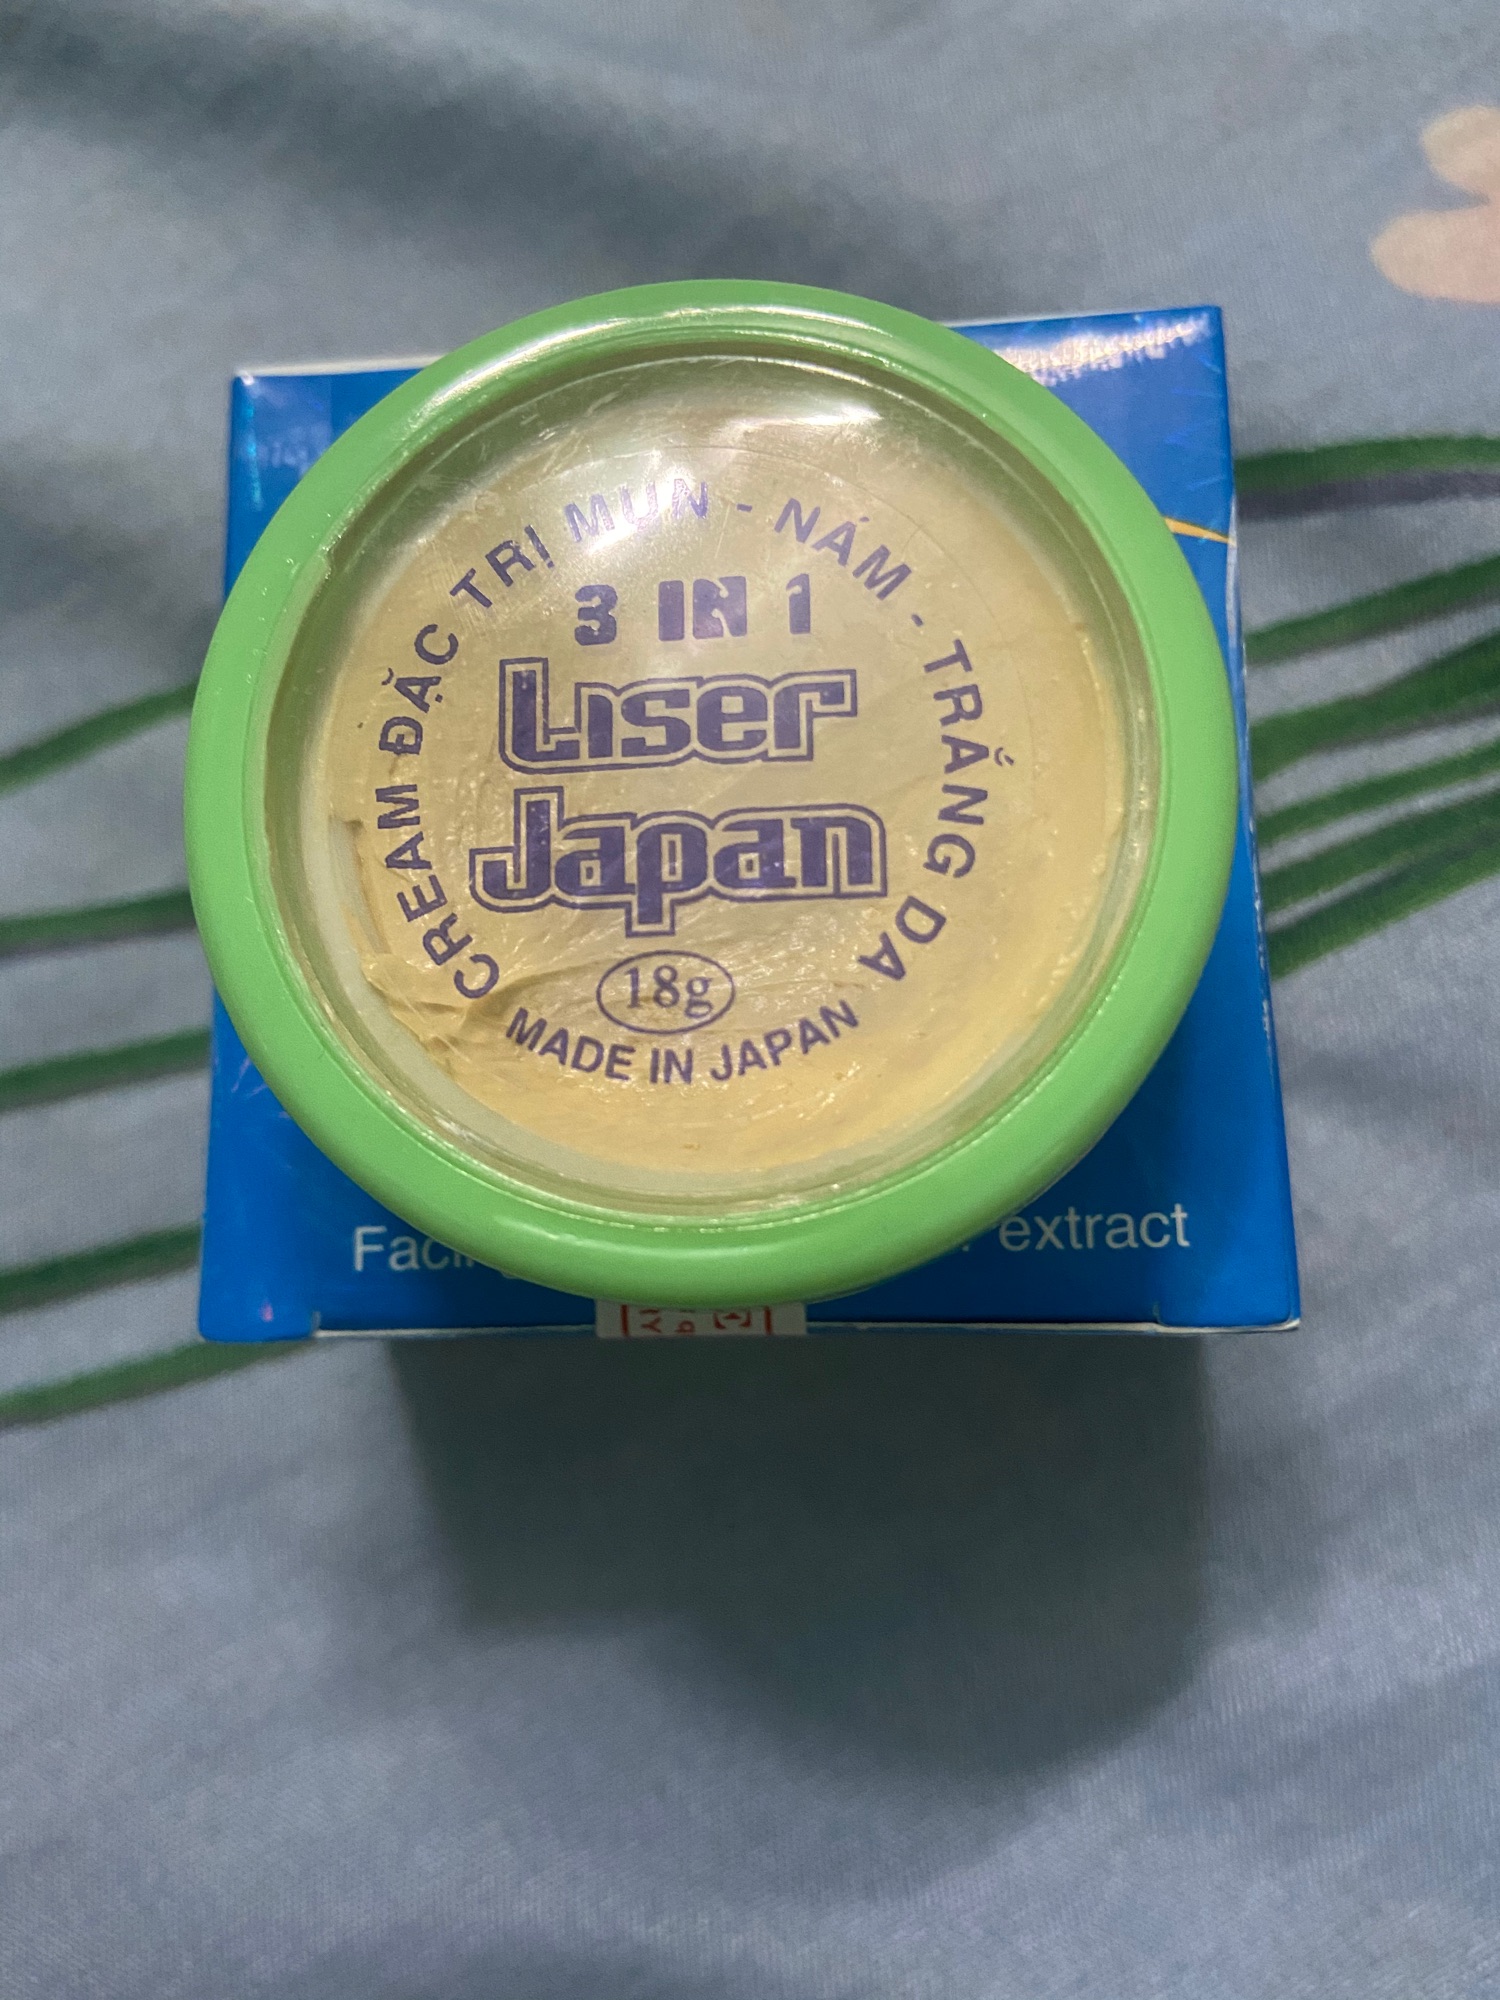 CREAM ĐẶC TRỊ MỤN - NÁM - TRẮNG DA
3 IN 1
Liser
Japan
18g
MADE IN JAPAN
extract